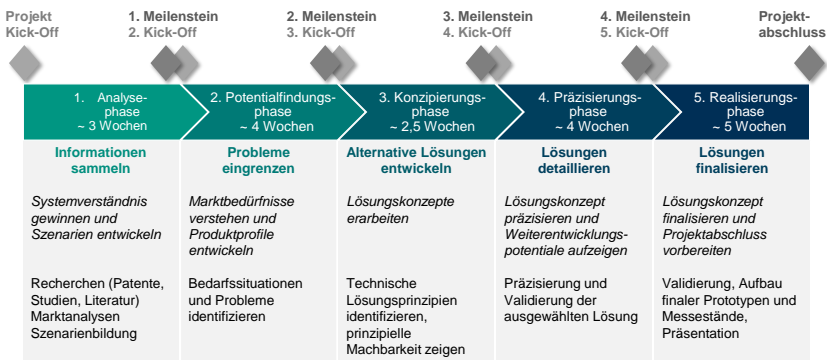 Projekt
Kick-Off
1. Meilenstein
2. Kick-Off
2. Meilenstein
3. Kick-Off
3. Meilenstein
4. Kick-Off
4. Meilenstein
5. Kick-Off
Projekt-
abschluss
1. Analyse-
phase
~ 3 Wochen
2. Potentialfindungs-
phase
~ 4 Wochen
3. Konzipierungs-
phase
~ 2,5 Wochen
4. Präzisierungs-
phase
~ 4 Wochen
5. Realisierungs-
phase
~ 5 Wochen
Informationen
sammeln
Probleme
eingrenzen
Alternative Lösungen
entwickeln
Lösungen
detaillieren
Lösungen
finalisieren
Systemverständnis
gewinnen und
Szenarien entwickeln
Marktbedürfnisse
verstehen und
Produktprofile
entwickeln
Lösungskonzepte
erarbeiten
Lösungskonzept
präzisieren und
Weiterentwicklungs-
potentiale aufzeigen
Lösungskonzept
finalisieren und
Projektabschluss
vorbereiten
Recherchen (Patente,
Studien, Literatur)
Marktanalysen
Szenarienbildung
Bedarfssituationen
und Probleme
identifizieren
Technische
Lösungsprinzipien
identifizieren,
prinzipielle
Machbarkeit zeigen
Präzisierung und
Validierung der
ausgewählten Lösung
Validierung, Aufbau
finaler Prototypen und
Messestände,
Präsentation